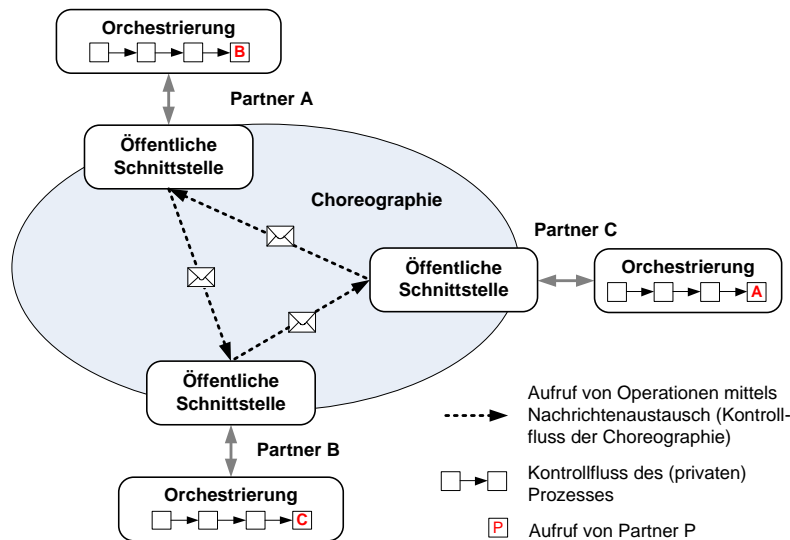 Orchestrierung
B
Partner A
Öffentliche
Schnittstelle
Choreographie
Partner C
Öffentliche
Schnittstelle
Orchestrierung
A
Öffentliche
Schnittstelle
Partner B
Orchestrierung
C
Aufruf von Operationen mittels
Nachrichtenaustausch (Kontroll-
fluss der Choreographie)
Kontrollfluss des (privaten)
Prozesses
P
Aufruf von Partner P